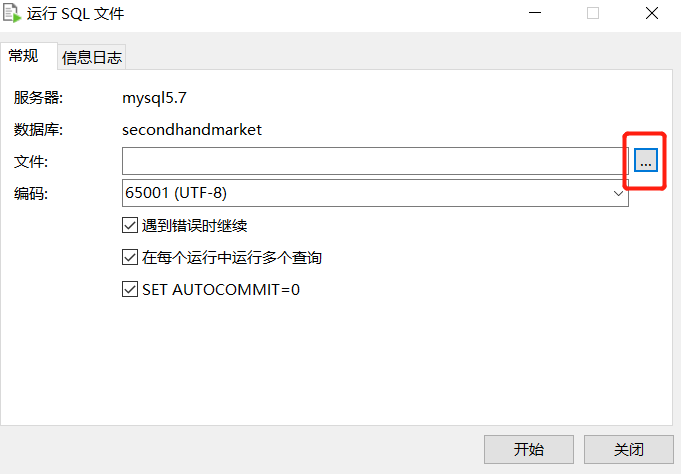 运行 SQL 文件
常规
信息日志
服务器: mysql5.7
数据库: secondhandmarket
文件: ...
编码: 65001 (UTF-8)
遇到错误时继续
在每个运行中运行多个查询
SET AUTOCOMMIT=0
开始
关闭